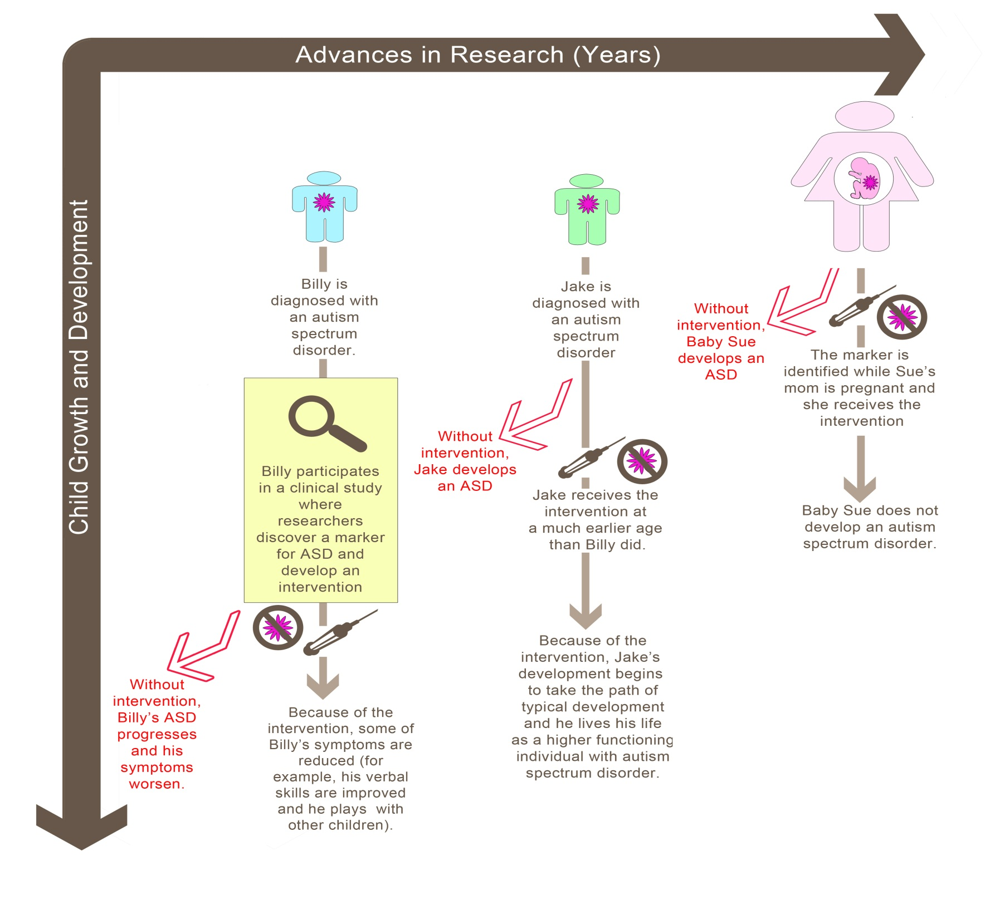 Advances in Research (Years)
Child Growth and Development
Billy is
diagnosed with
an autism
spectrum
disorder.
Billy participates
in a clinical study
where
researchers
discover a marker
for ASD and
develop an
intervention
Without
intervention,
Billy’s ASD
progresses
and his
symptoms
worsen.
Because of the
intervention, some of
Billy’s symptoms are
reduced (for
example, his verbal
skills are improved
and he plays  with
other children).
Jake is
diagnosed with
an autism
spectrum
disorder
Without
intervention,
Jake develops
an ASD
Jake receives the
intervention at
a much earlier age
than Billy did.
Because of the
intervention, Jake’s
development begins
to take the path of
typical development
and he lives his life
as a higher functioning
individual with autism
spectrum disorder.
Without
intervention,
Baby Sue
develops an
ASD
The marker is
identified while Sue’s
mom is pregnant and
she receives the
intervention
Baby Sue does not
develop an autism
spectrum disorder.